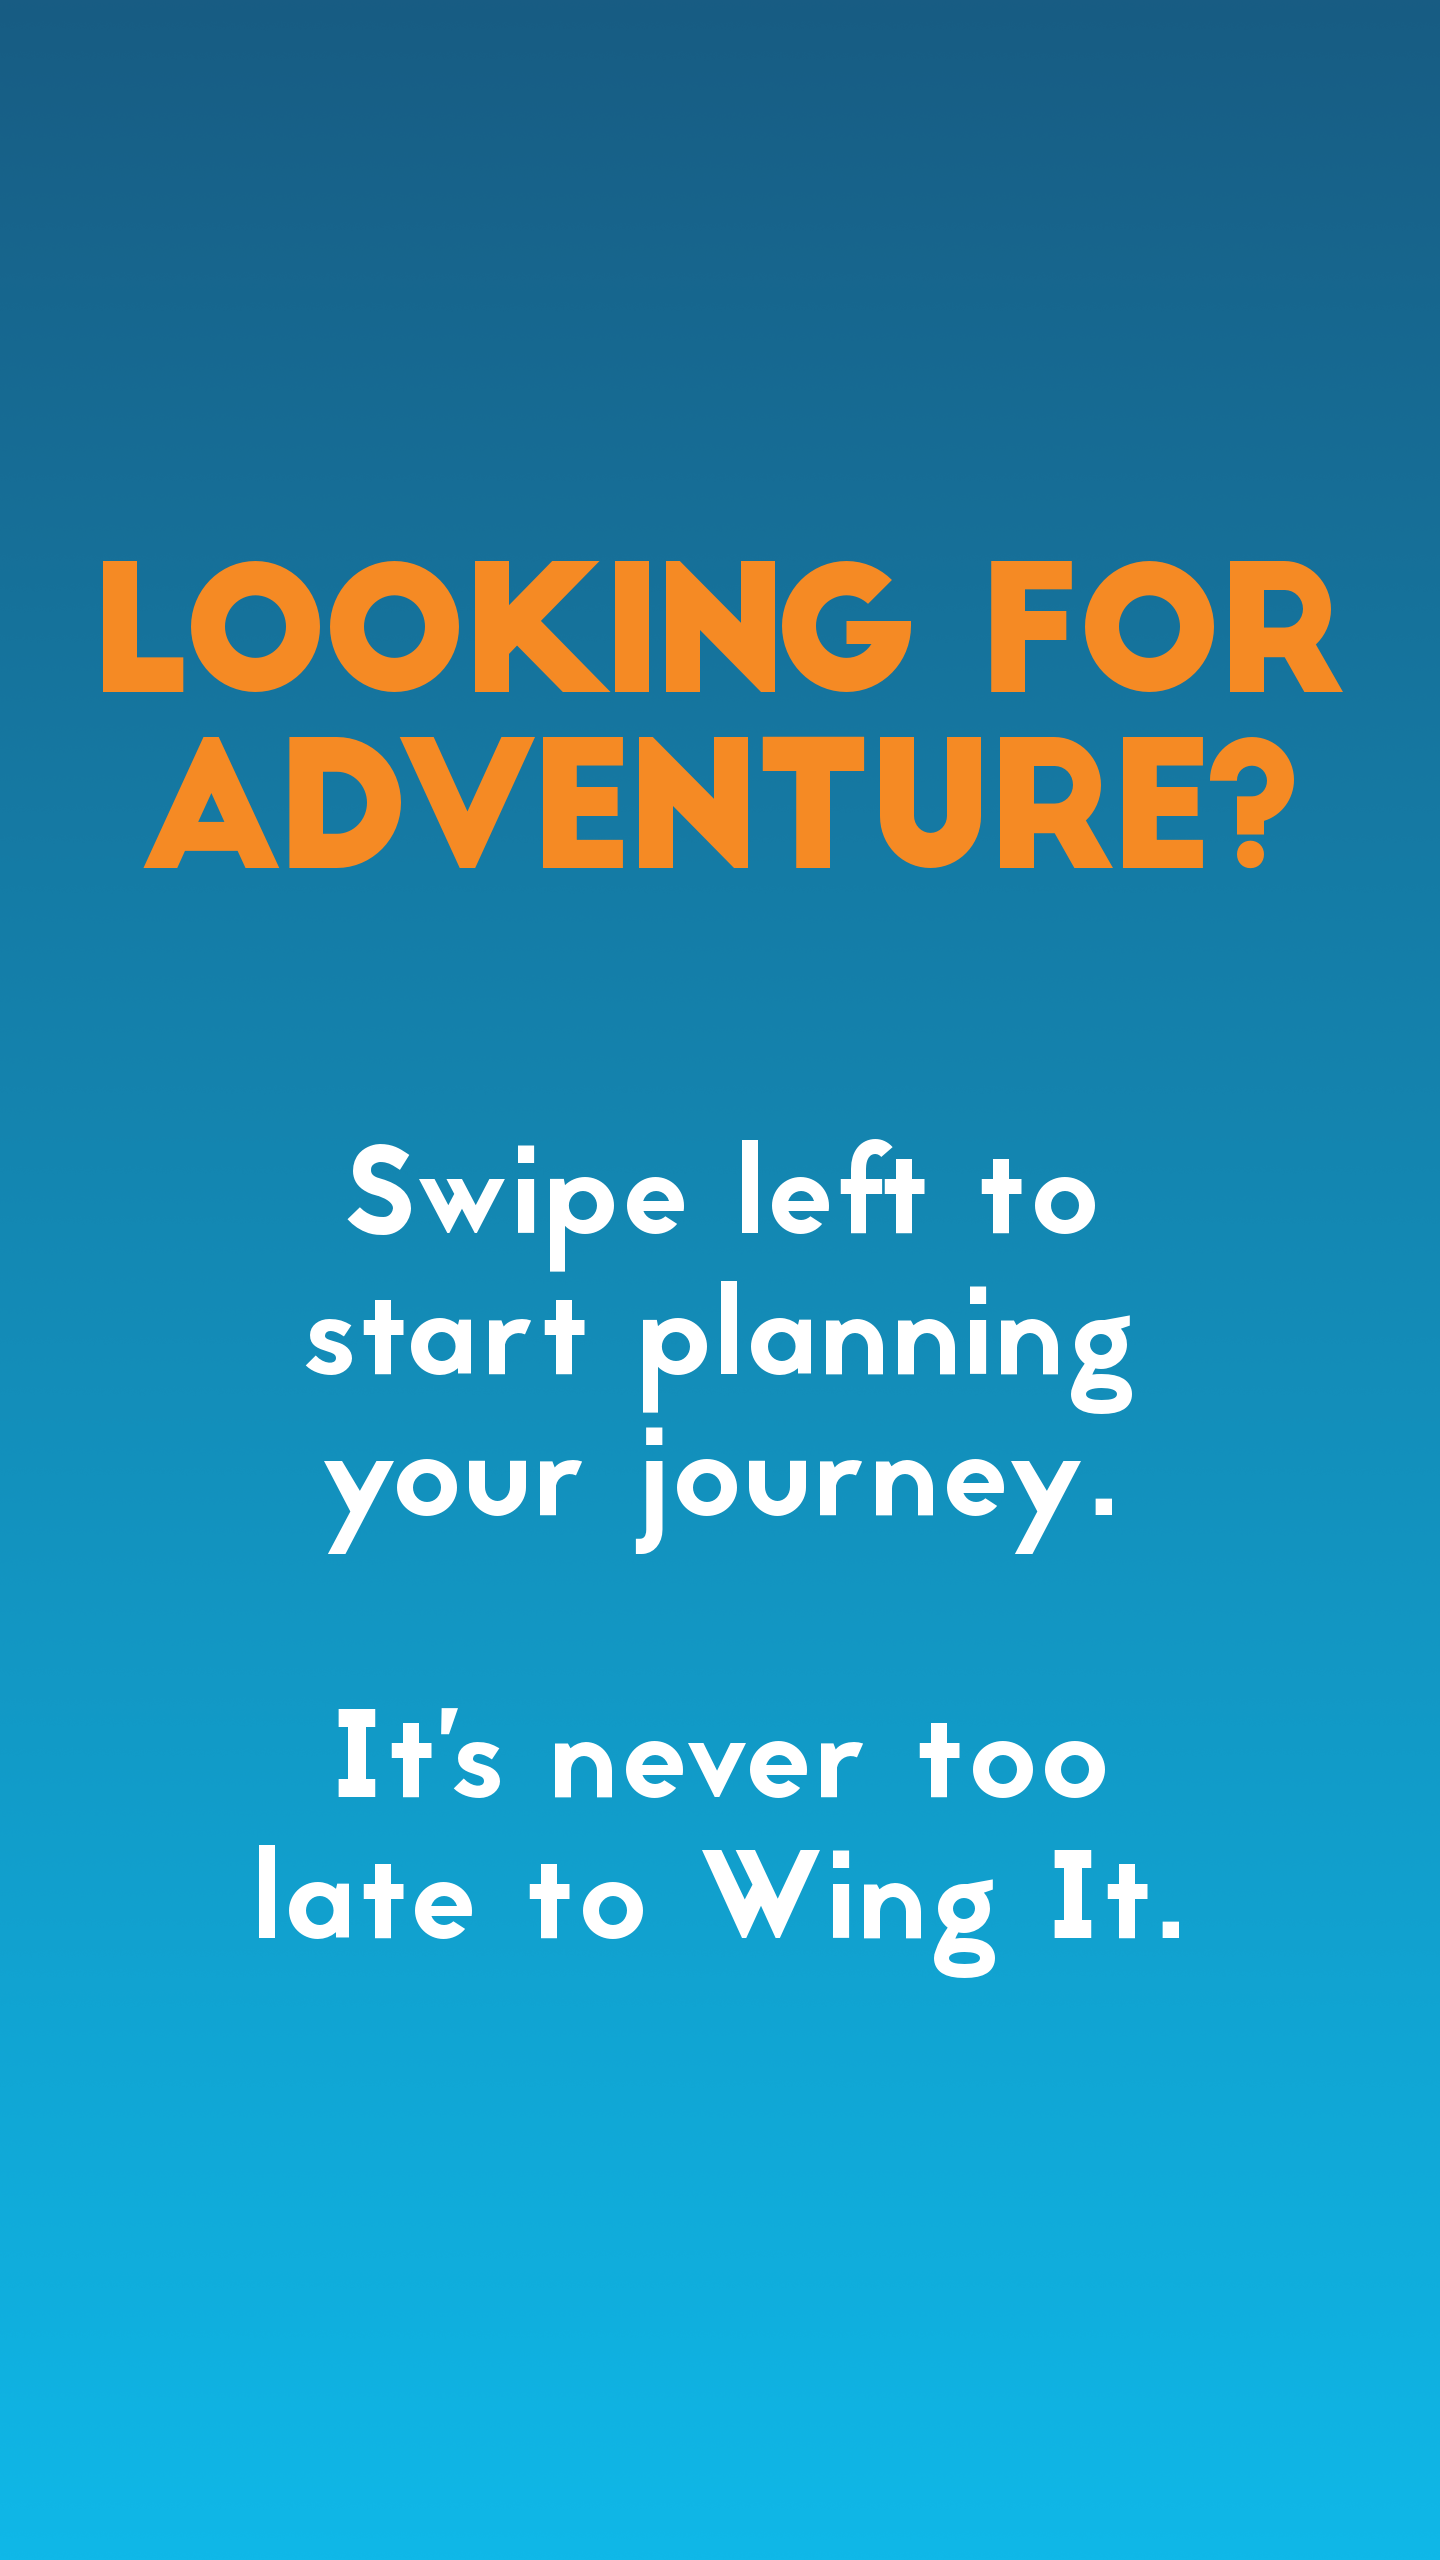 LOOKING FOR
ADVENTURE?
Swipe left to
start planning
your journey.
It's never too
late to Wing It.